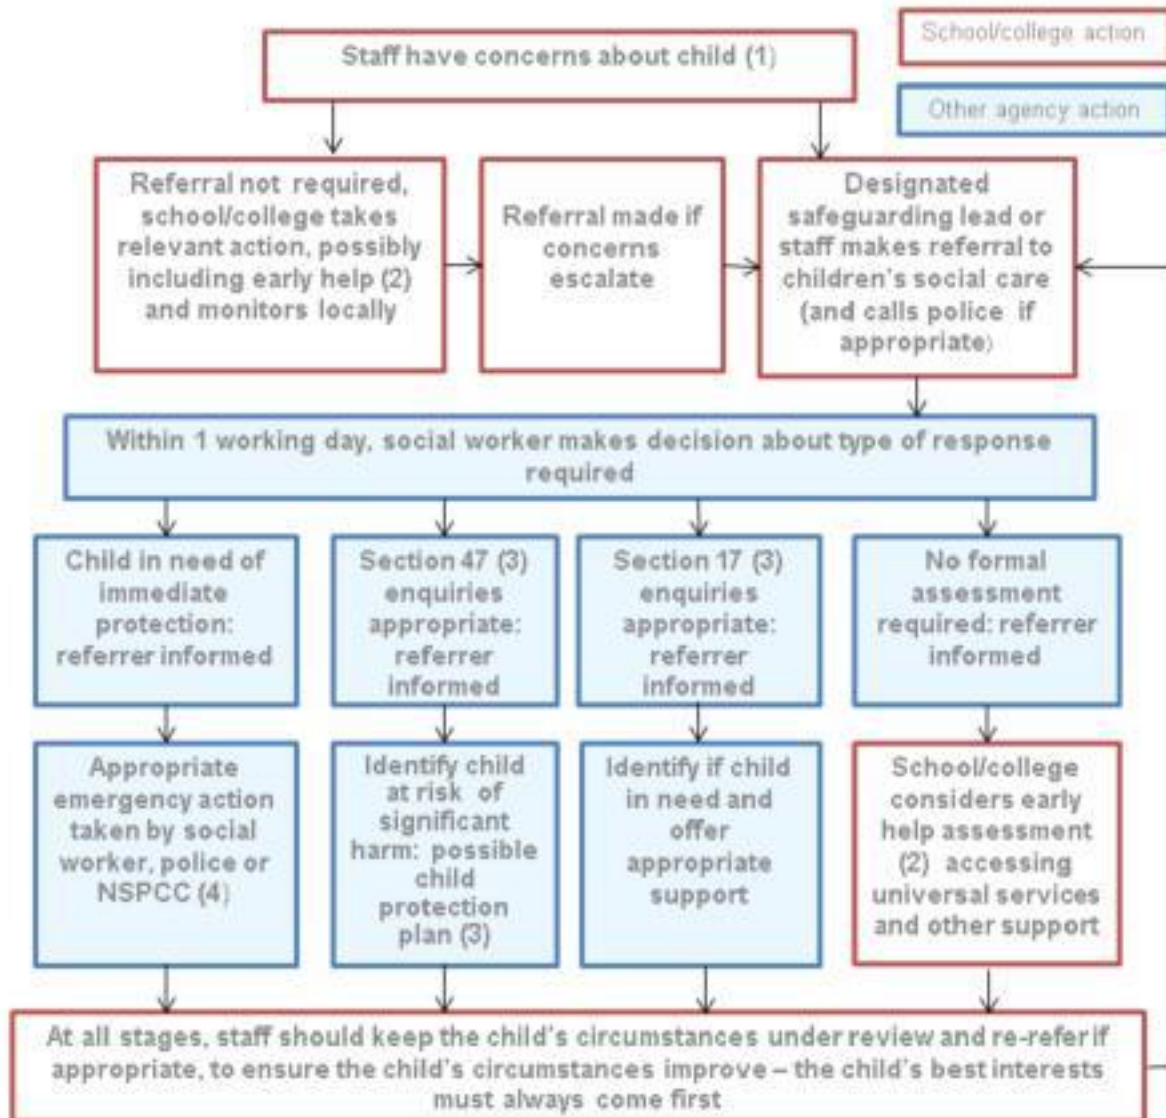 School/college action
Staff have concerns about child (1)
Other agency action
Referral not required,
school/college takes
relevant action, possibly
including early help (2)
and monitors locally
Referral made if
concerns
escalate
Designated
safeguarding lead or
staff makes referral to
children's social care
(and calls police if
appropriate)
Within 1 working day, social worker makes decision about type of response
required
Child in need of
immediate
protection:
referrer informed
Section 47 (3)
enquiries
appropriate:
referrer
informed
Section 17 (3)
enquiries
appropriate:
referrer
informed
No formal
assessment
required: referrer
informed
Appropriate
emergency action
taken by social
worker, police or
NSPCC (4)
Identify child
at risk of
significant
harm: possible
child
protection
plan (3)
Identify if child
in need and
offer
appropriate
support
School/college
considers early
help assessment
(2) accessing
universal services
and other support
At all stages, staff should keep the child's circumstances under review and re-refer if
appropriate, to ensure the child's circumstances improve – the child's best interests
must always come first